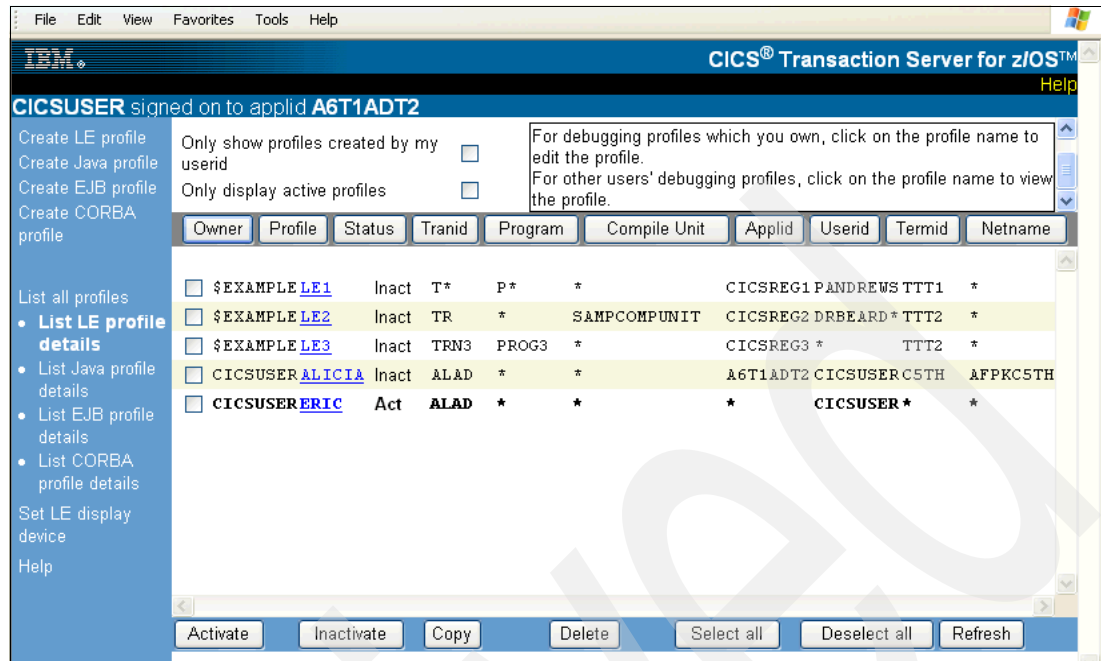 File Edit View Favorites Tools Help
IBM®
CICS® Transaction Server for z/OS™
Help
CICSUSER signed on to applid A6T1ADT2
Create LE profile
Create Java profile
Create EJB profile
Create CORBA
profile
List all profiles
• List LE profile
details
• List Java profile
details
• List EJB profile
details
• List CORBA
profile details
Set LE display
device
Help
Only show profiles created by my
userid
Only display active profiles
For debugging profiles which you own, click on the profile name to
edit the profile.
For other users' debugging profiles, click on the profile name to view
the profile.
Owner Profile Status Tranid Program Compile Unit Applid Userid Termid Netname
$EXAMPLE LE1 Inact T* P* * CICSREG1 PANDREWS TTT1 *
$EXAMPLE LE2 Inact TR * SAMPCOMPUNIT CICSREG2 DRBEARD* TTT2 *
$EXAMPLE LE3 Inact TRN3 PROG3 * CICSREG3 * TTT2 *
CICSUSER ALICIA Inact ALAD * * A6T1ADT2 CICSUSER C5TH AFPKC5TH
CICSUSER ERIC Act ALAD * * * CICSUSER * *
Activate Inactivate Copy Delete Select all Deselect all Refresh